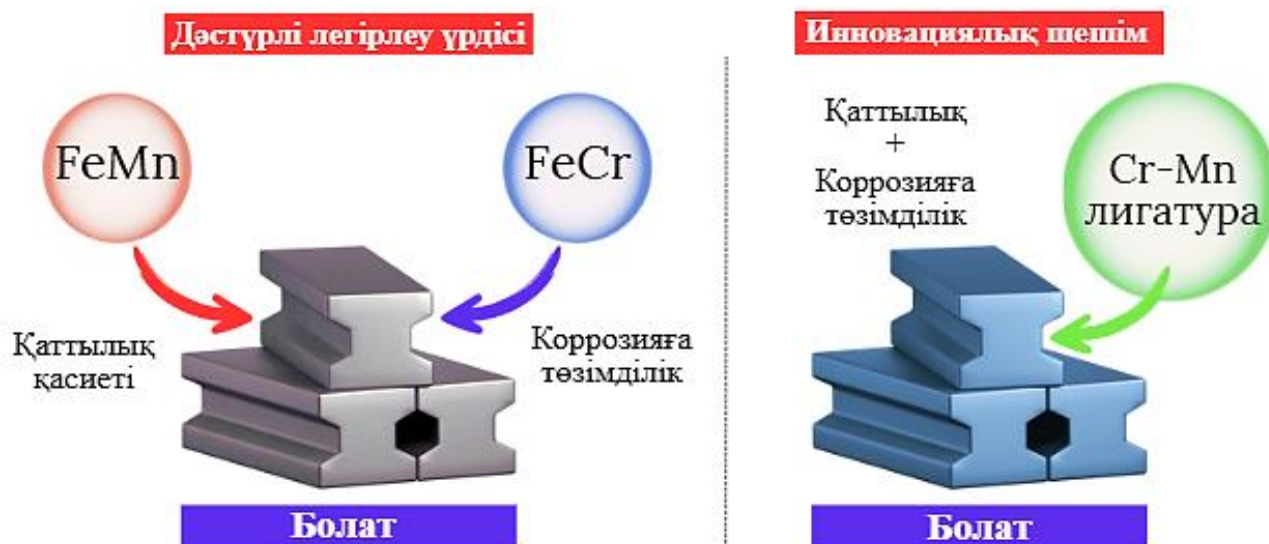 Дәстүрлі легірлеу үрдісі
FeMn
FeCr
Қаттылық
қасиеті
Коррозияға
төзімділік
Болат
Инновациялық шешім
Қаттылық
+
Коррозияға
төзімділік
Cr-Mn
лигатура
Болат